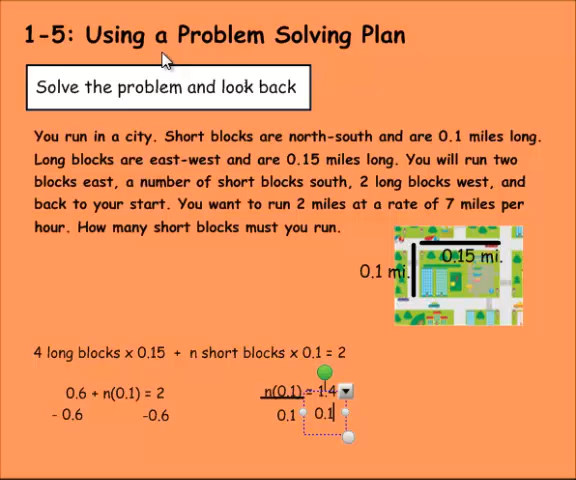 1-5: Using a Problem Solving Plan
Solve the problem and look back
You run in a city. Short blocks are north-south and are 0.1 miles long.
Long blocks are east-west and are 0.15 miles long. You will run two
blocks east, a number of short blocks south, 2 long blocks west, and
back to your start. You want to run 2 miles at a rate of 7 miles per
hour. How many short blocks must you run.
0.15 mi.
0.1 mi.
4 long blocks x 0.15 + n short blocks x 0.1 = 2
0.6 + n(0.1) = 2
- 0.6 -0.6
n(0.1) = 1.4
0.1 0.1